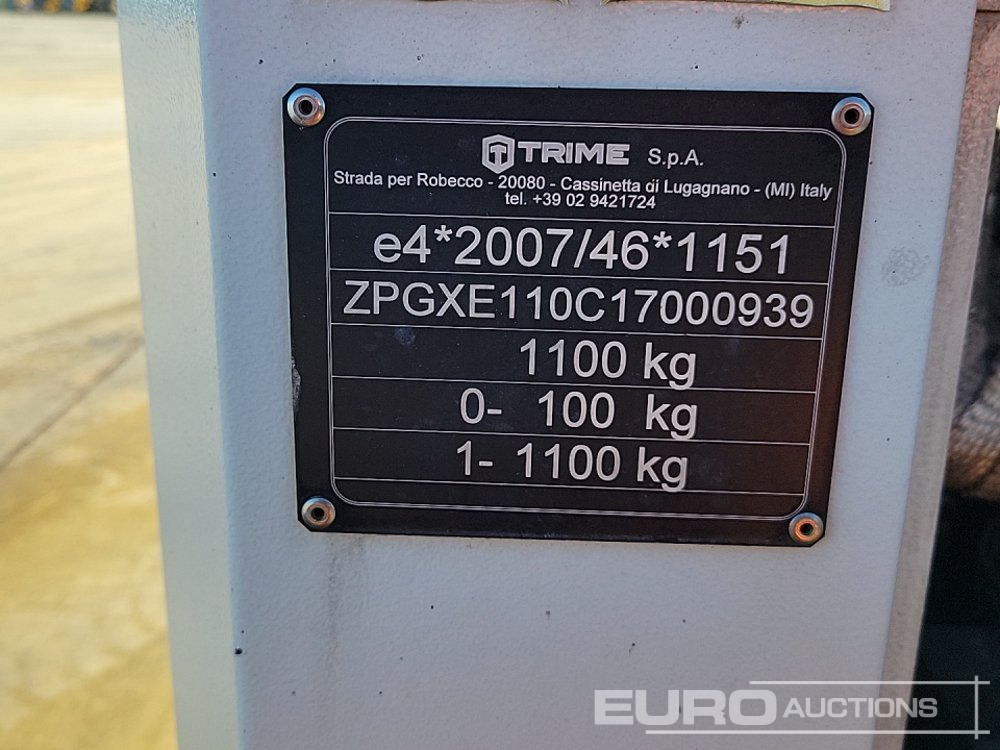 TRIME S.p.A.
Strada per Robecco - 20080 - Cassinetta di Lugagnano - (MI) Italy
tel. +39 02 9421724
e4*2007/46*1151
ZPGXE110C17000939
1100 kg
0- 100 kg
1- 1100 kg
EURO AUCTIONS